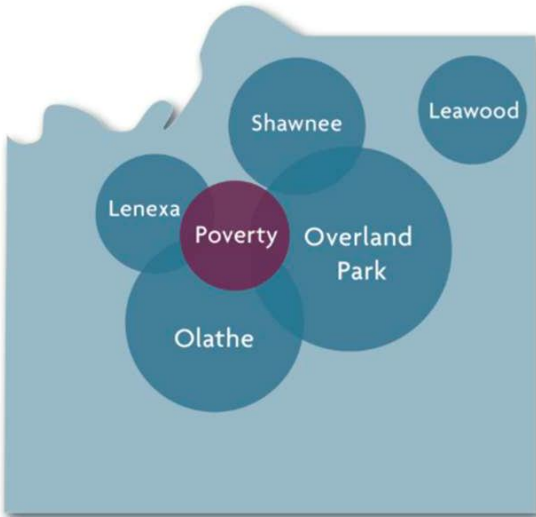 Shawnee
Leawood
Lenexa
Poverty
Overland
Park
Olathe